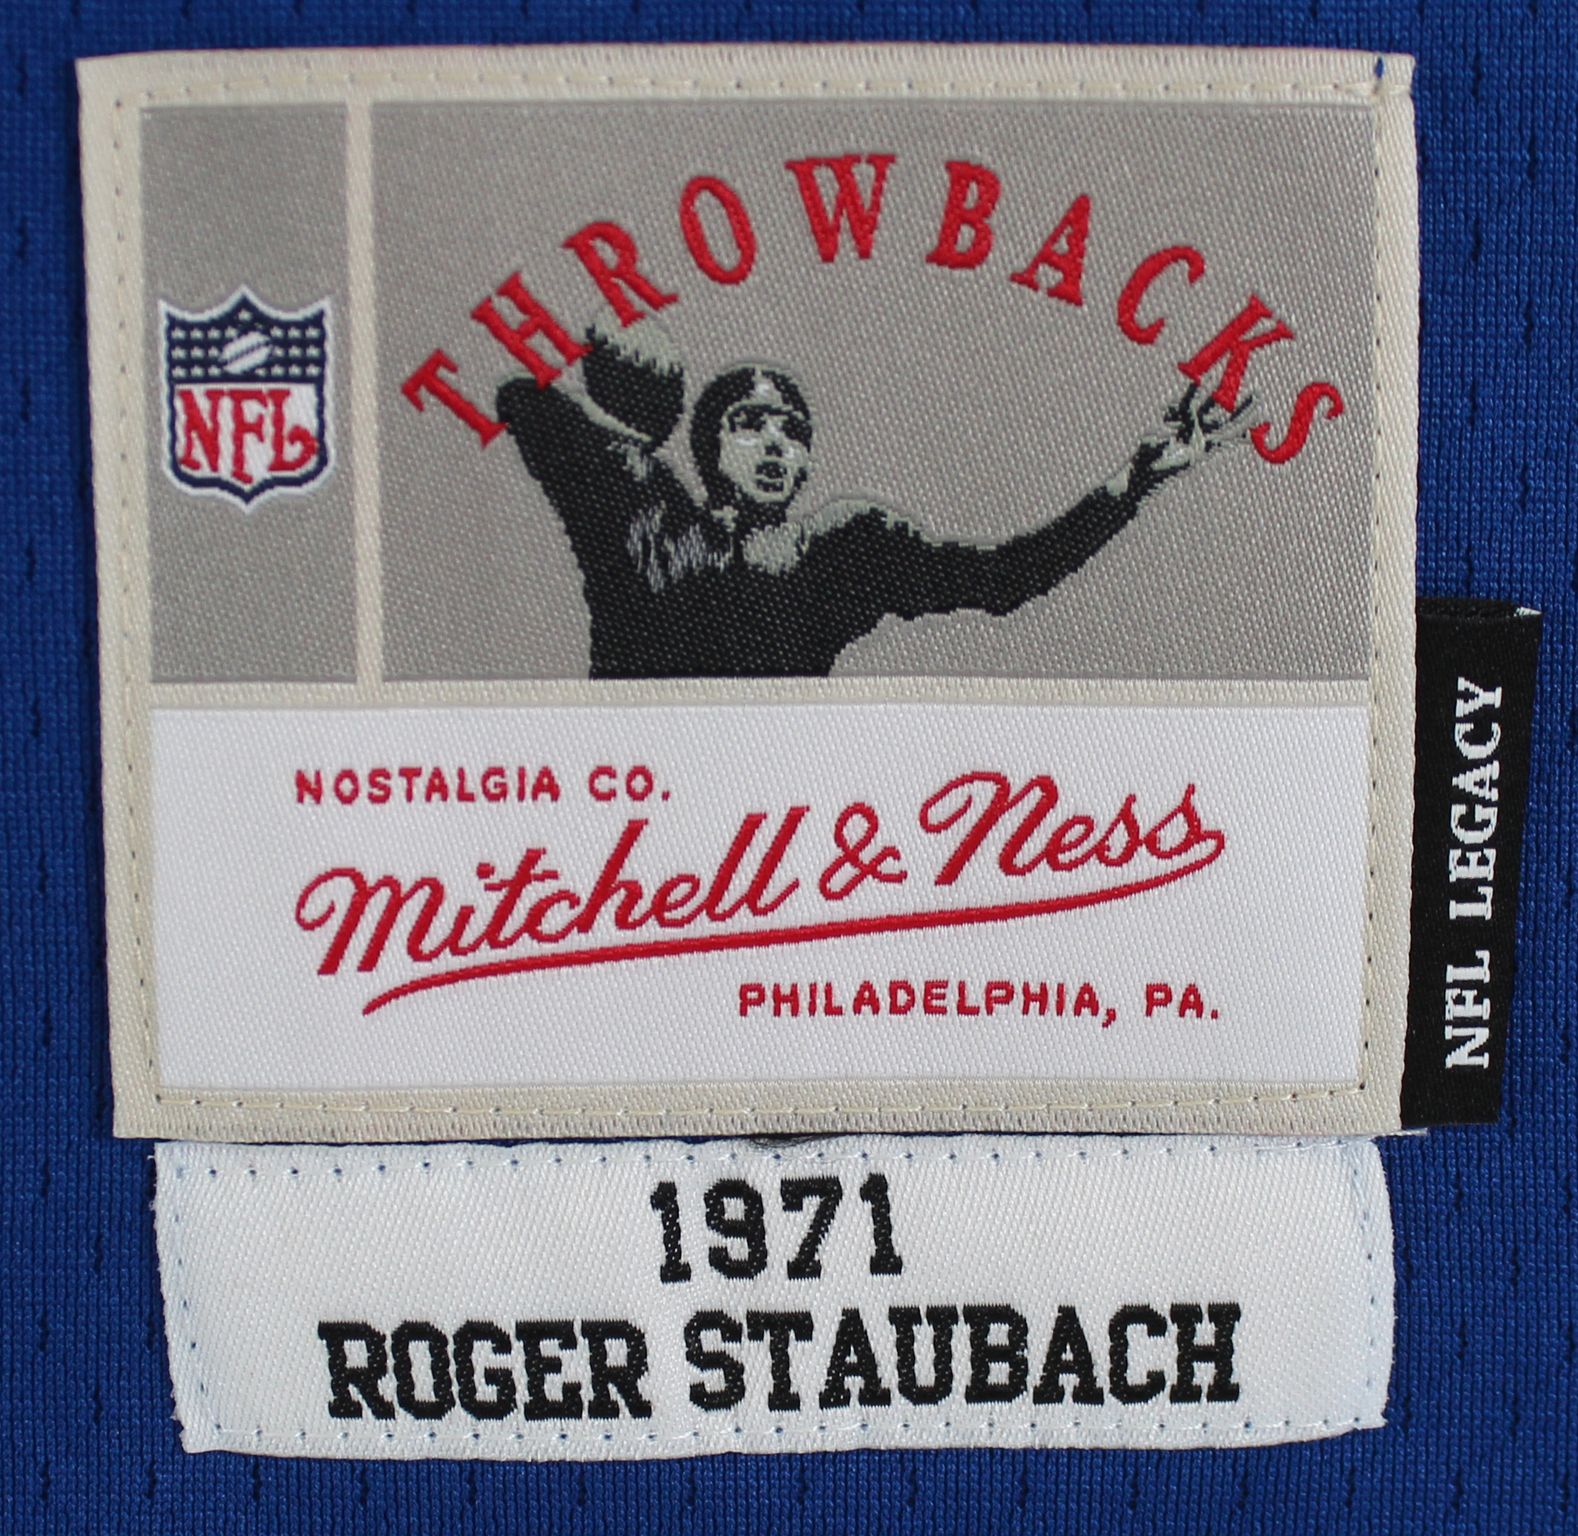 THROWBACKS
NFL
NOSTALGIA CO.
Mitchell & Ness
PHILADELPHIA, PA.
NFL LEGACY
1971
ROGER STAUBACH